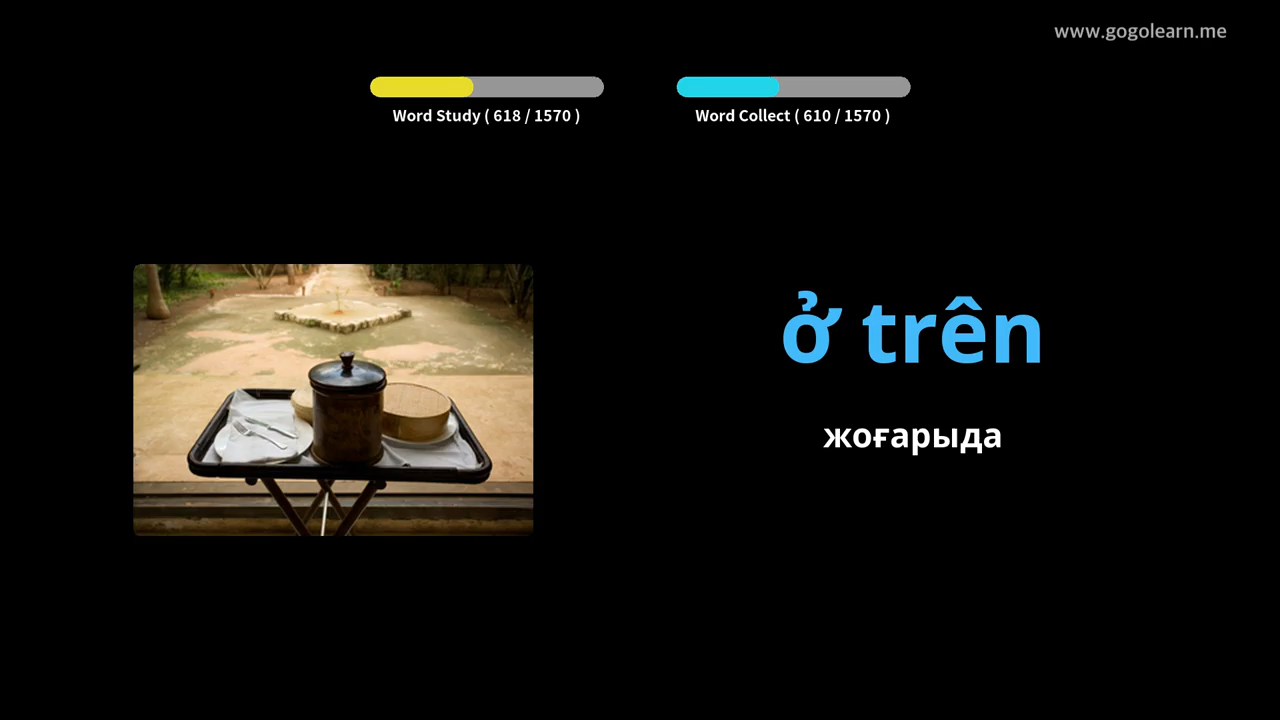 www.gogolearn.me
Word Study ( 618 / 1570 )
Word Collect ( 610 / 1570 )
ở trên
жоғарыда